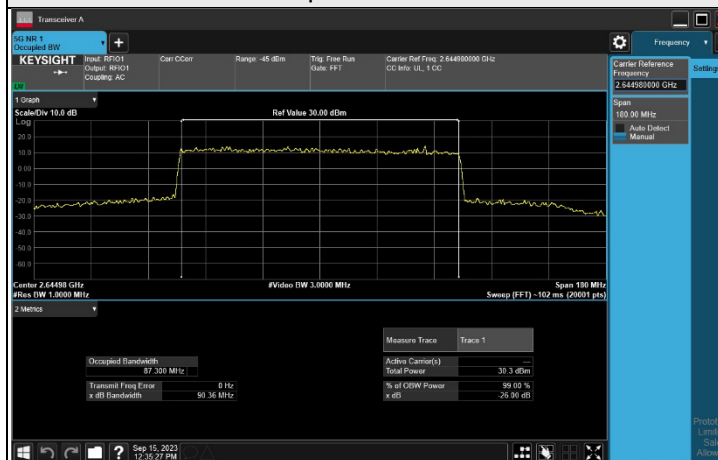 Transceiver A
5G NR 1
Occupied BW
Frequency
KEYSIGHT
Input: RFIO1
Output: RFIO1
Coupling: AC
Corr CCorr
Range: -45 dBm
Trig: Free Run
Gate: FFT
Carrier Ref Freq: 2.644980000 GHz
CC Info: UL, 1 CC
LW
Carrier Reference
Frequency
2.644980000 GHz
Settings
Span
180.00 MHz
Auto Detect
Manual
1 Graph
Scale/Div 10.0 dB
Ref Value 30.00 dBm
Log
20.0
10.0
0.00
-10.0
-20.0
-30.0
-40.0
-50.0
-60.0
Center 2.64498 GHz
#Video BW 3.0000 MHz
Span 180 MHz
#Res BW 1.0000 MHz
Sweep (FFT) ~102 ms (20001 pts)
2 Metrics
Measure Trace
Trace 1
Occupied Bandwidth
87.300 MHz
Active Carrier(s)
---
Total Power
30.3 dBm
Transmit Freq Error
0 Hz
% of OBW Power
99.00 %
x dB Bandwidth
90.36 MHz
x dB
-26.00 dB
Sep 15, 2023
12:35:27 PM
?